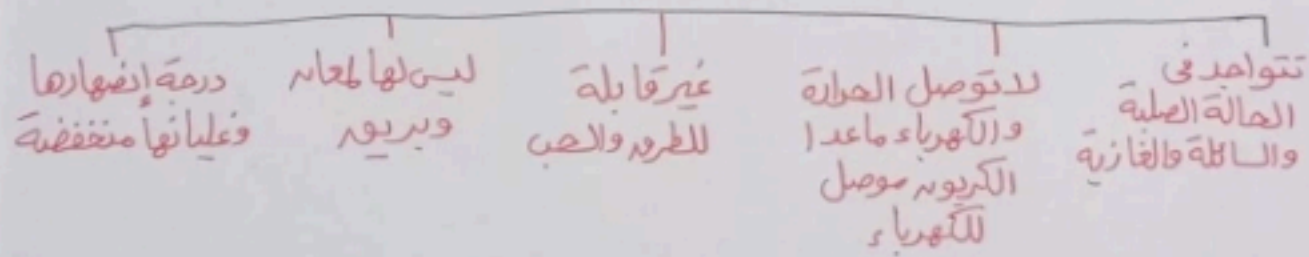 تتواجد فى
الحالة الصلبة
والسائلة والغازية
لا توصل الحرارة
والكهرباء ماعدا
الكربون موصل
للكهرباء
غير قابلة
للطرق والسحب
ليس لها لمعان
وبريق
درجة إنصهارها
وغليانها منخفضة